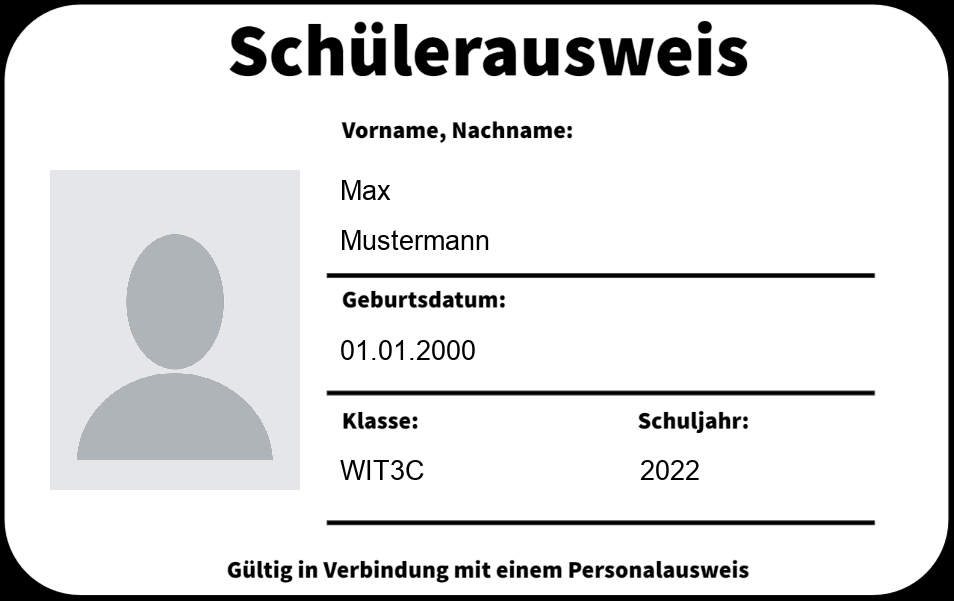 Schülerausweis
Vorname, Nachname:
Max
Mustermann
Geburtsdatum:
01.01.2000
Klasse: Schuljahr:
WIT3C 2022
Gültig in Verbindung mit einem Personalausweis